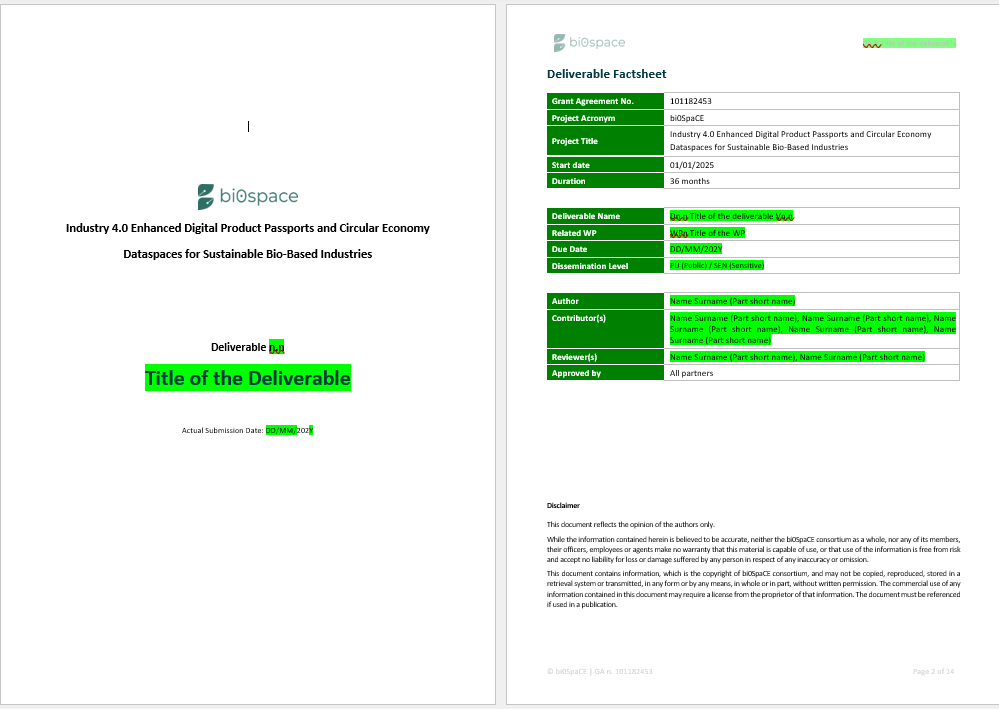 bi0space
Industry 4.0 Enhanced Digital Product Passports and Circular Economy
Dataspaces for Sustainable Bio-Based Industries
Deliverable n.n
Title of the Deliverable
Actual Submission Date: DD/MM/202Y
bi0space
Deliverable Factsheet
Grant Agreement No. 101182453
Project Acronym bi0SpaCE
Project Title Industry 4.0 Enhanced Digital Product Passports and Circular Economy
Dataspaces for Sustainable Bio-Based Industries
Start date 01/01/2025
Duration 36 months
Deliverable Name Dn.n Title of the deliverable Vn.n
Related WP WPn Title of the WP
Due Date DD/MM/202Y
Dissemination Level PU (Public) / SEN (Sensitive)
Author Name Surname (Part short name)
Contributor(s) Name Surname (Part short name), Name Surname (Part short name), Name
Surname (Part short name), Name Surname (Part short name), Name
Surname (Part short name)
Reviewer(s) Name Surname (Part short name), Name Surname (Part short name)
Approved by All partners
Disclaimer
This document reflects the opinion of the authors only.
While the information contained herein is believed to be accurate, neither the bi0SpaCE consortium as a whole, nor any of its members,
their officers, employees or agents make no warranty that this material is capable of use, or that use of the information is free from risk
and accept no liability for loss or damage suffered by any person in respect of any inaccuracy or omission.
This document contains information, which is the copyright of bi0SpaCE consortium, and may not be copied, reproduced, stored in a
retrieval system or transmitted, in any form or by any means, in whole or in part, without written permission. The commercial use of any
information contained in this document may require a license from the proprietor of that information. The document must be referenced
if used in a publication.
© bi0SpaCE | GA n. 101182453
Page 2 of 14